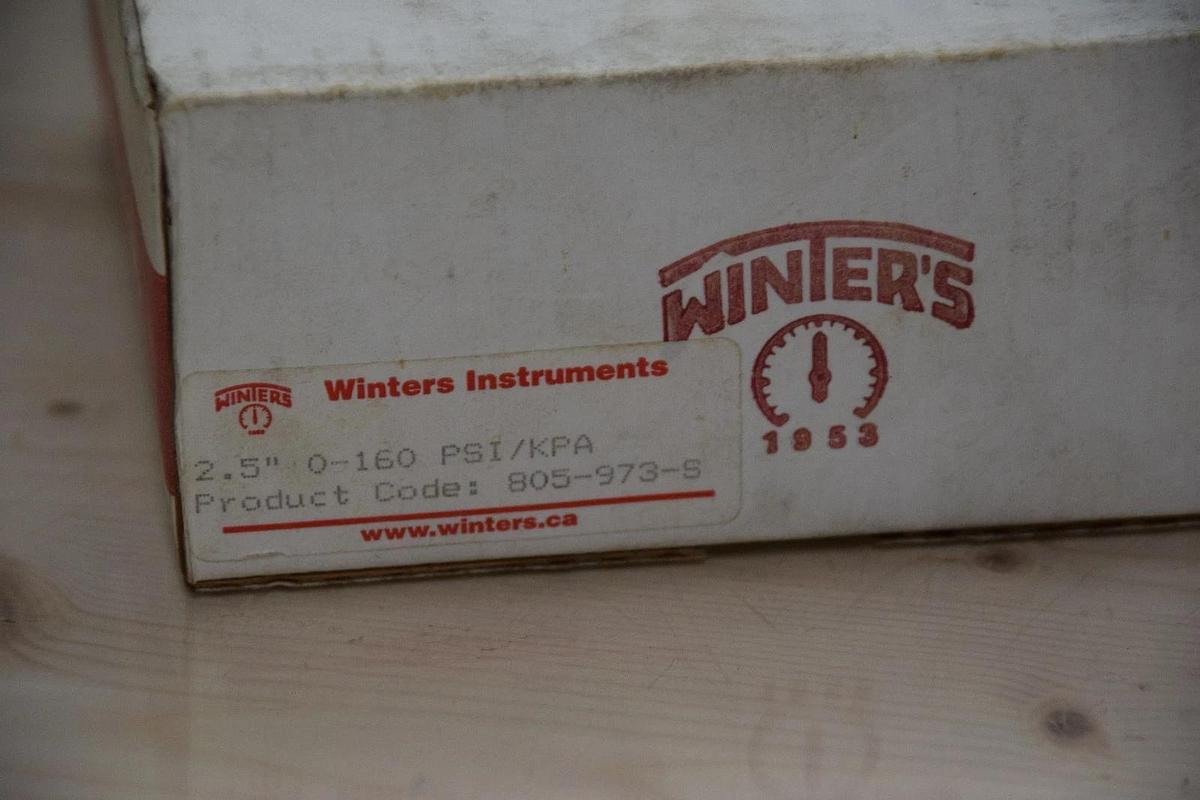 WINTER'S
1953
WINTERS
Winters Instruments
2.5" 0-160 PSI/KPA
Product Code: 805-973-S
www.winters.ca